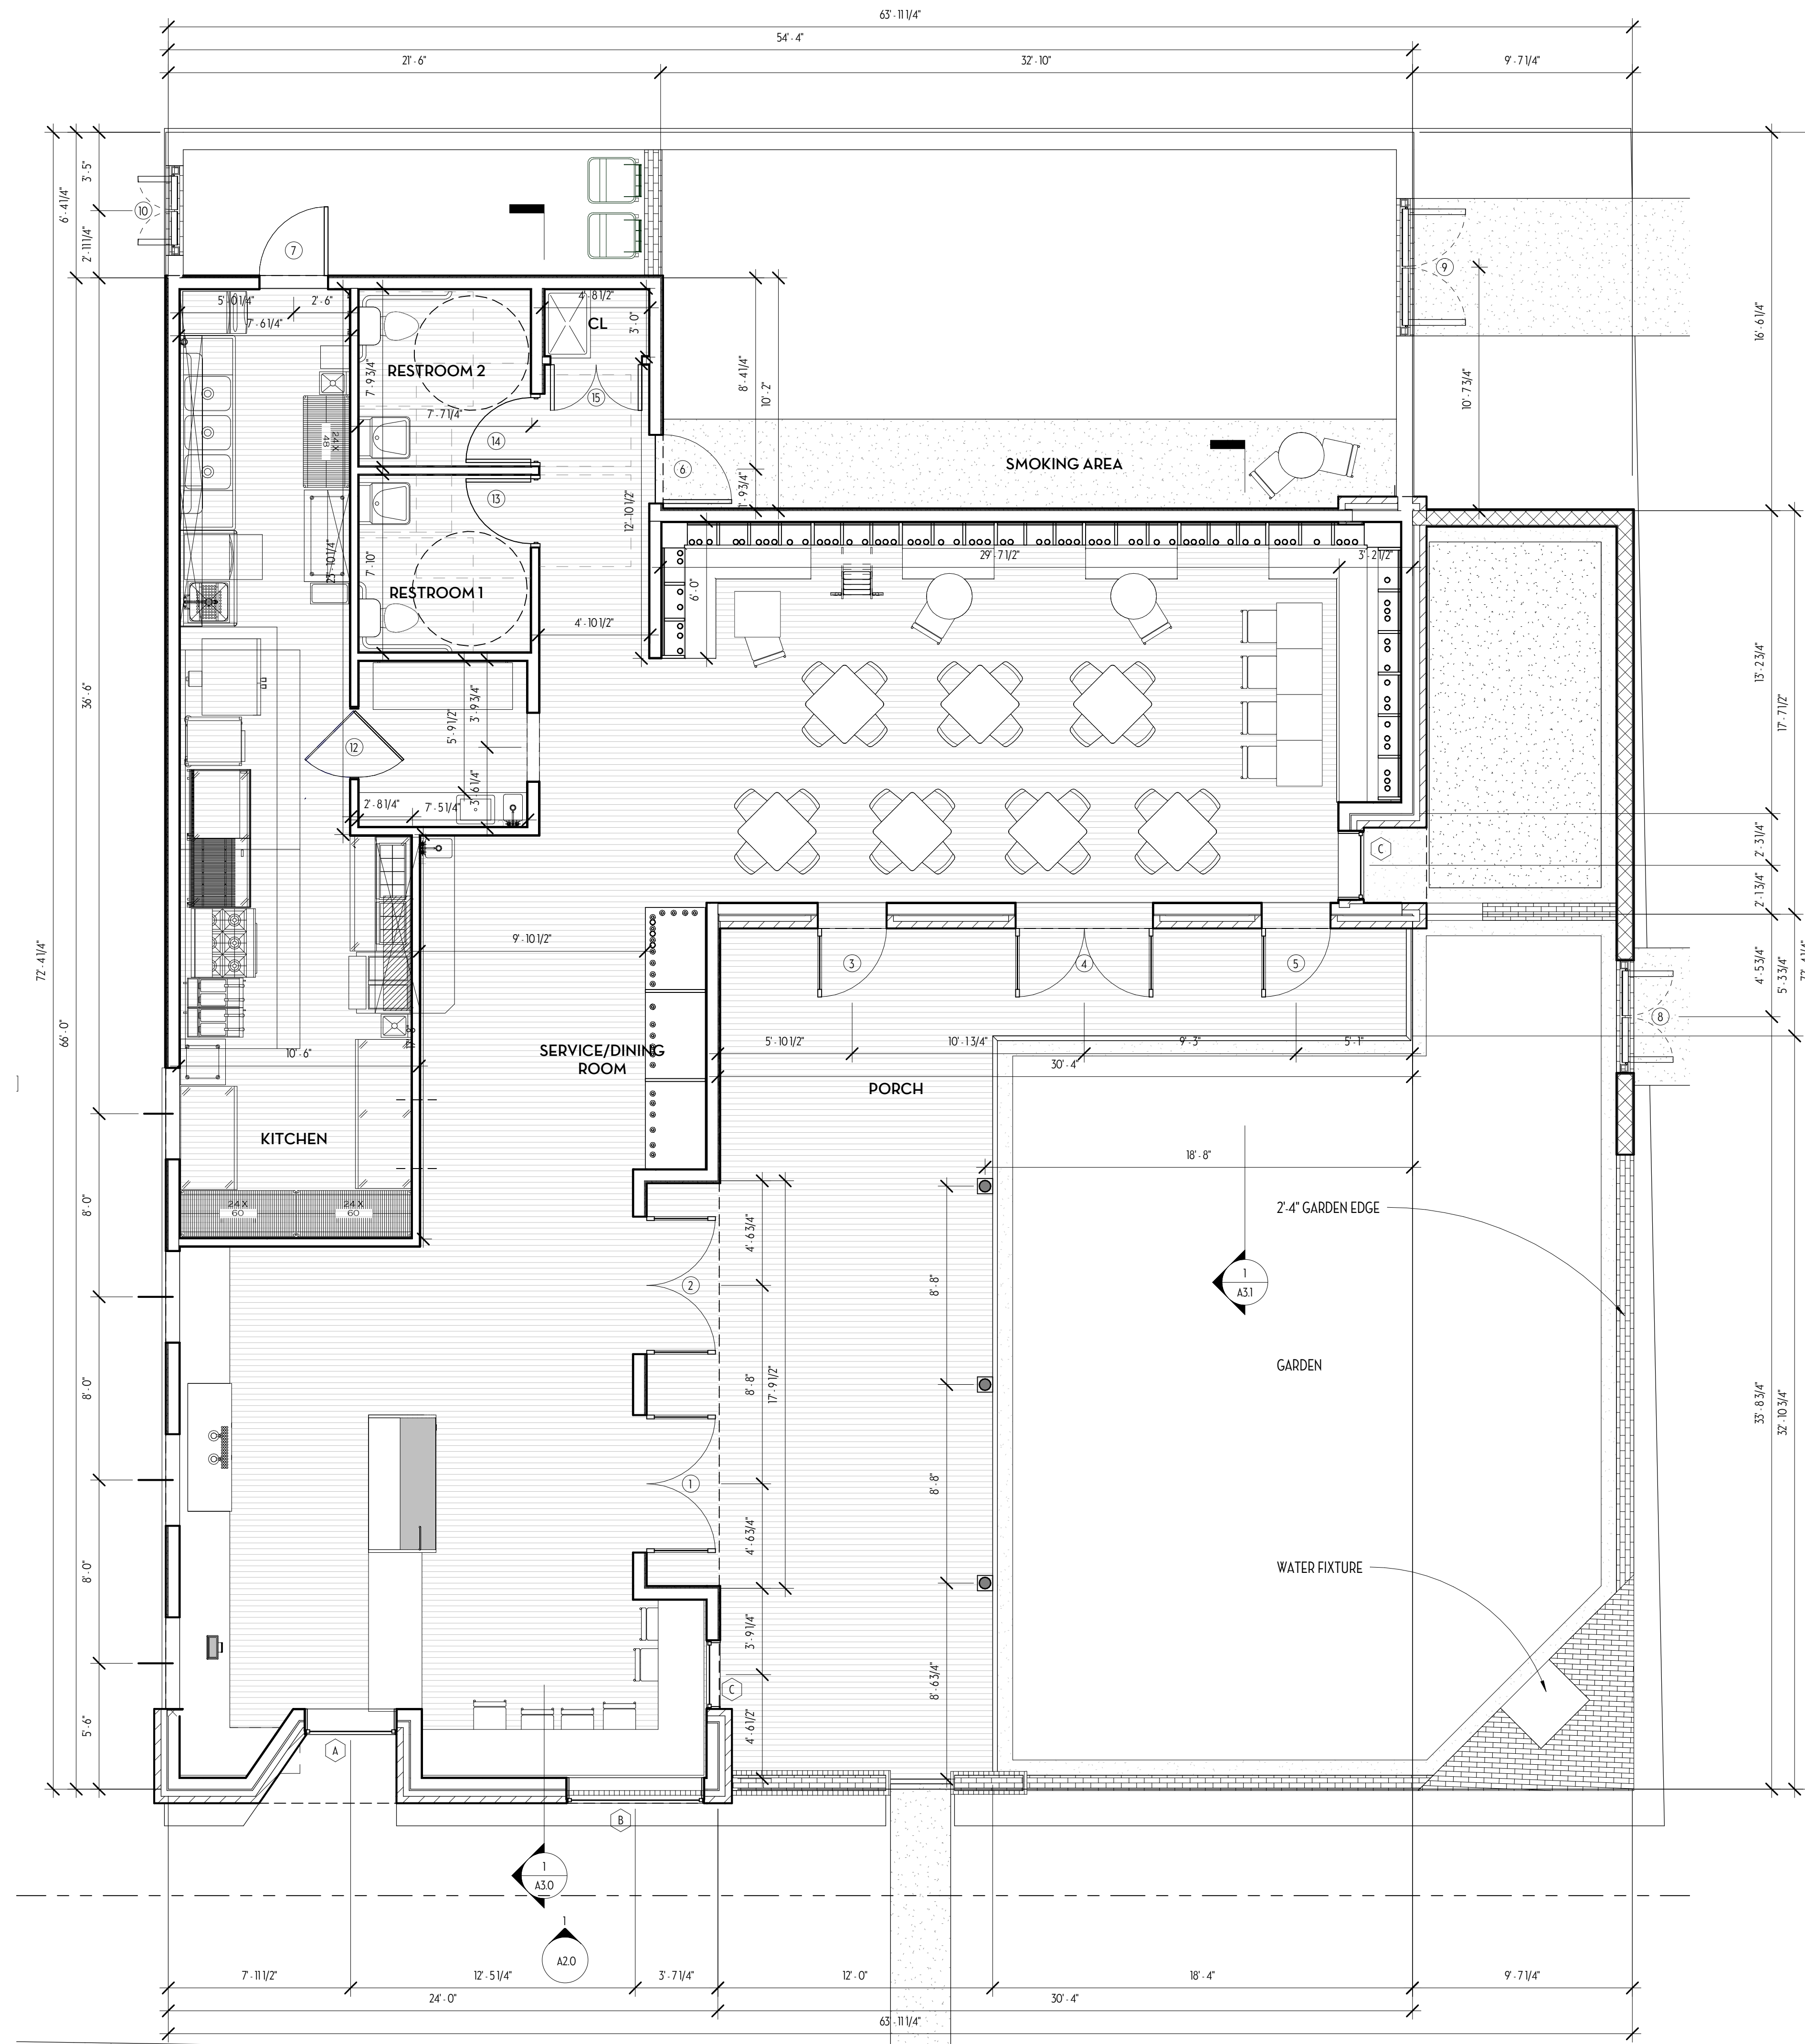 63' - 11 1/4"
54' - 4"
21' - 6"
32' - 10"
9' - 7 1/4"
3' - 5"
6' - 4 1/4"
2' - 11 1/4"
10
7
9
16' - 6 1/4"
5' - 0 1/4"
2' - 6"
7' - 6 1/4"
4' - 8 1/2"
CL
3' - 0"
RESTROOM 2
7' - 9 3/4"
7' - 7 1/4"
15
14
8' - 4 1/4"
10' - 2"
10' - 7 3/4"
24 X
48
6
SMOKING AREA
13
1' - 9 3/4"
12' - 10 1/2"
23' - 10 1/4"
7' - 10"
RESTROOM 1
4' - 10 1/2"
29' - 7 1/2"
3' - 2 1/2"
6' - 0"
36' - 6"
13' - 2 3/4"
17' - 7 1/2"
5' - 9 1/2"
3' - 9 3/4"
12
3' - 6 1/4"
2' - 8 1/4"
7' - 5 1/4"
C
2' - 3 1/4"
2' - 1 3/4"
72' - 4 1/4"
66' - 0"
9' - 10 1/2"
3
4
5
4' - 5 3/4"
5' - 3 3/4"
72' - 4 1/4"
8
10' - 6"
SERVICE/DINING
ROOM
5' - 10 1/2"
10' - 1 3/4"
9' - 3"
5' - 1"
30' - 4"
PORCH
KITCHEN
18' - 8"
24 X
60
24 X
60
8' - 0"
2'-4" GARDEN EDGE
4' - 6 3/4"
2
8' - 8"
1
A3.1
GARDEN
8' - 0"
8' - 8"
17' - 9 1/2"
33' - 8 3/4"
32' - 10 3/4"
1
8' - 8"
4' - 6 3/4"
8' - 0"
WATER FIXTURE
3' - 9 1/4"
8' - 6 3/4"
C
5' - 6"
4' - 6 1/2"
A
B
1
A3.0
1
A2.0
7' - 11 1/2"
12' - 5 1/4"
3' - 7 1/4"
12' - 0"
18' - 4"
9' - 7 1/4"
24' - 0"
30' - 4"
63' - 11 1/4"